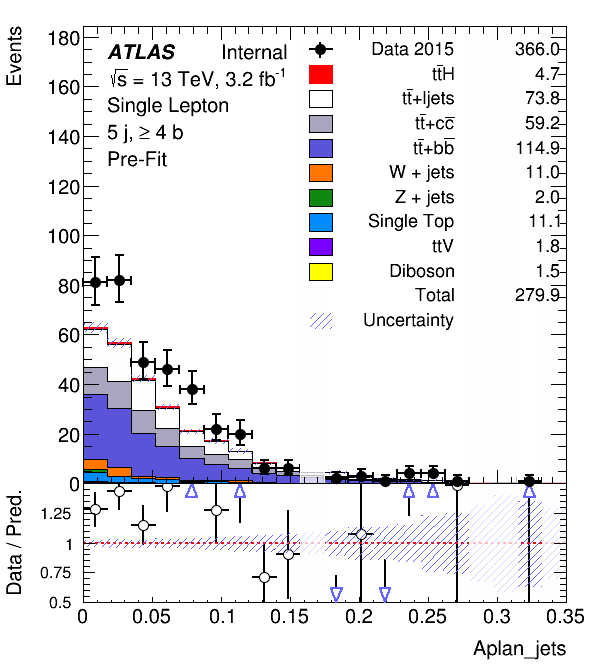 Events
180
160
140
120
100
80
60
40
20
0
ATLAS Internal
√s = 13 TeV, 3.2 fb⁻¹
Single Lepton
5 j, ≥ 4 b
Pre-Fit
Data 2015 366.0
tt̄H 4.7
tt̄+ljets 73.8
tt̄+cc̄ 59.2
tt̄+bb̄ 114.9
W + jets 11.0
Z + jets 2.0
Single Top 11.1
ttV 1.8
Diboson 1.5
Total 279.9
Uncertainty
Data / Pred.
1.25
1
0.75
0.5
0 0.05 0.1 0.15 0.2 0.25 0.3 0.35
Aplan_jets